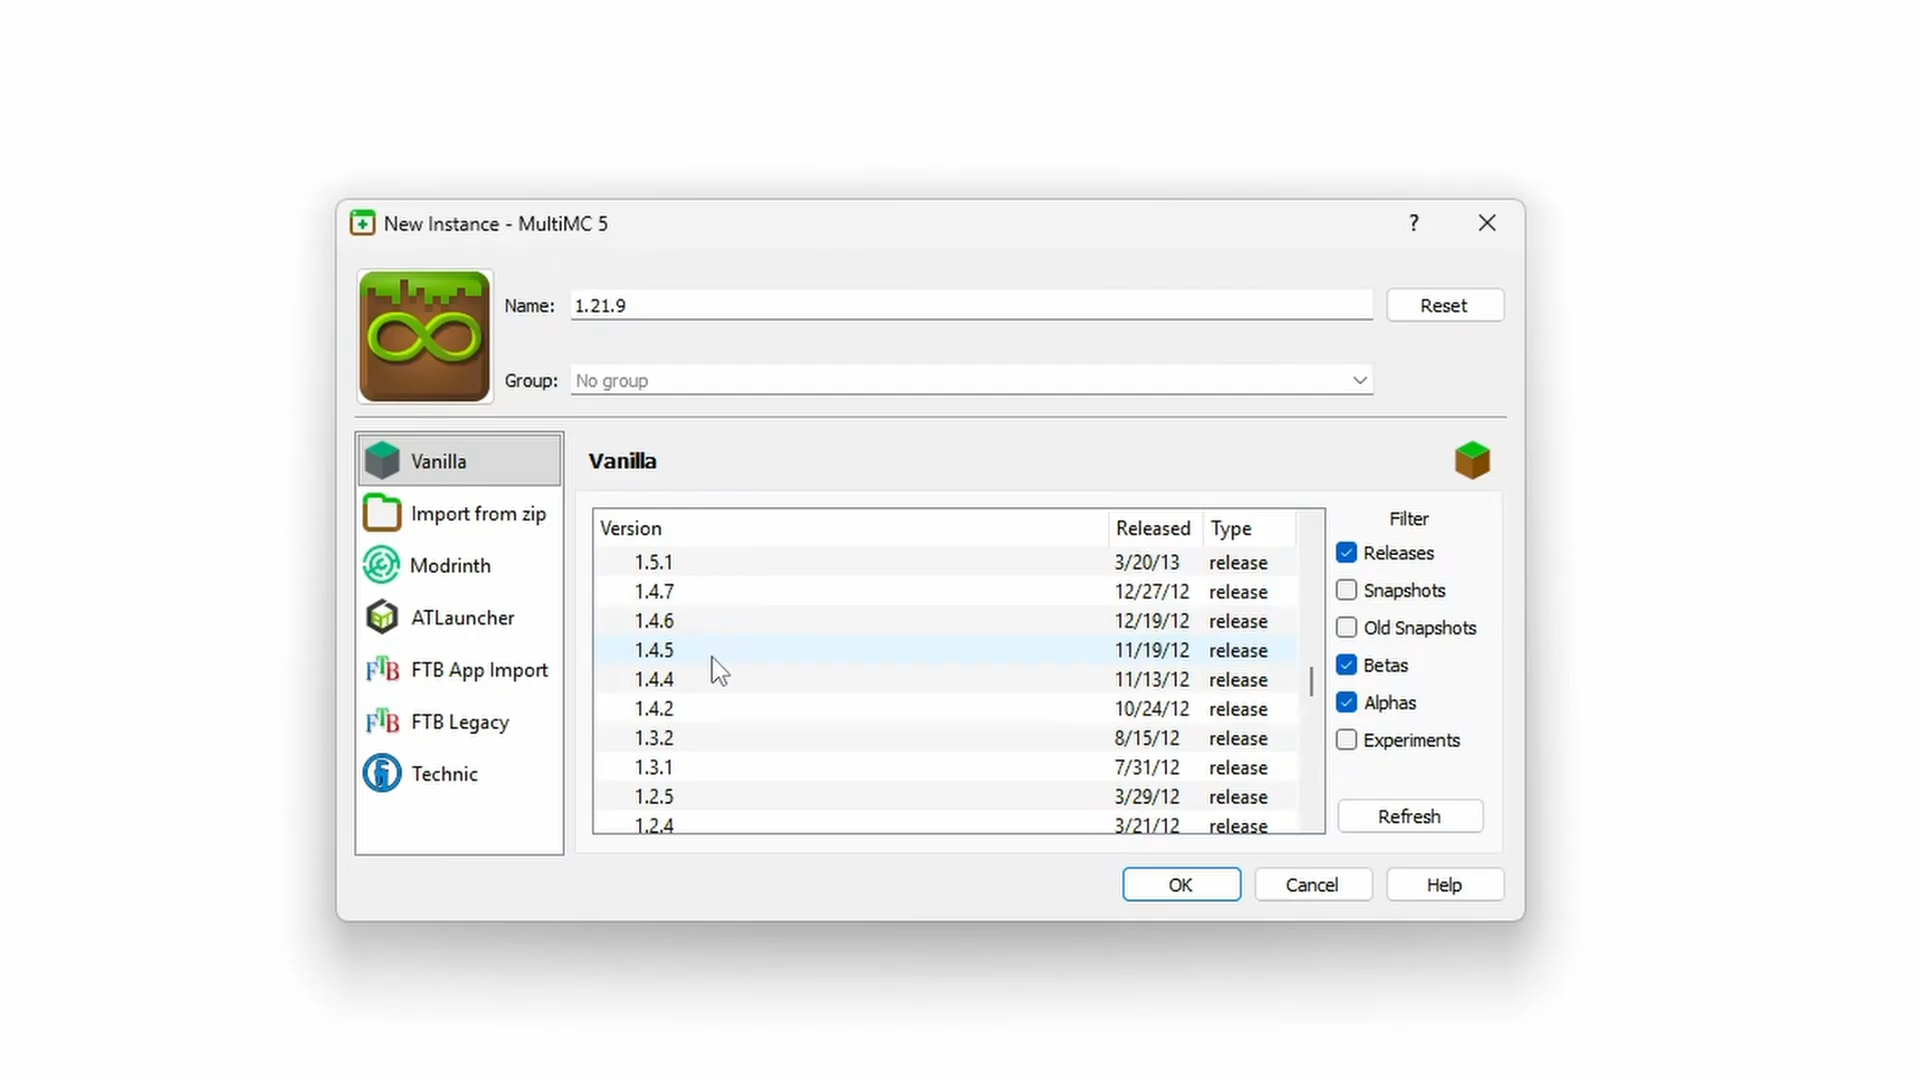 New Instance - MultiMC 5
?
Name: 1.21.9 Reset
Group: No group
Vanilla
Import from zip
Modrinth
ATLauncher
FTB FTB App Import
FTB FTB Legacy
Technic
Vanilla
Version Released Type
1.5.1 3/20/13 release
1.4.7 12/27/12 release
1.4.6 12/19/12 release
1.4.5 11/19/12 release
1.4.4 11/13/12 release
1.4.2 10/24/12 release
1.3.2 8/15/12 release
1.3.1 7/31/12 release
1.2.5 3/29/12 release
1.2.4 3/21/12 release
Filter
Releases
Snapshots
Old Snapshots
Betas
Alphas
Experiments
Refresh
OK Cancel Help